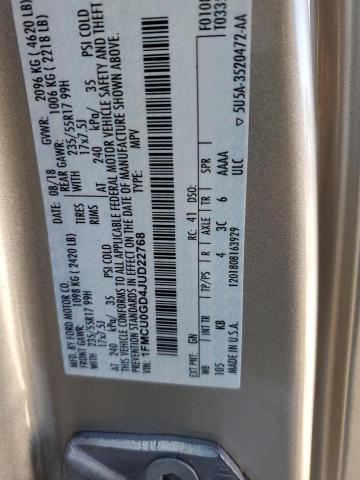 MFD. BY FORD MOTOR CO.
DATE: 08/18 GVWR: 2096 KG ( 4620 LB)
FRONT GAWR: 1098 KG ( 2420 LB) REAR GAWR: 1006 KG ( 2218 LB)
235/55R17 99H TIRES 235/55R17 99H
17x7.5J RIMS 17x7.5J
AT 240 kPa/ 35 PSI COLD AT 240 kPa/ 35 PSI COLD
THIS VEHICLE CONFORMS TO ALL APPLICABLE FEDERAL MOTOR VEHICLE SAFETY, BUMPER, AND THEFT
PREVENTION STANDARDS IN EFFECT ON THE DATE OF MANUFACTURE SHOWN ABOVE.
VIN: 1FMCU0GD4JUD22768
EXT PNT: GN RC: 41 DSO:
WB INT TR TP/PS R AXLE TR SPR
105 KB 4 3C 6 AAAA
ULC
MADE IN U.S.A. 1201808163929
5U5A-3520472-AA